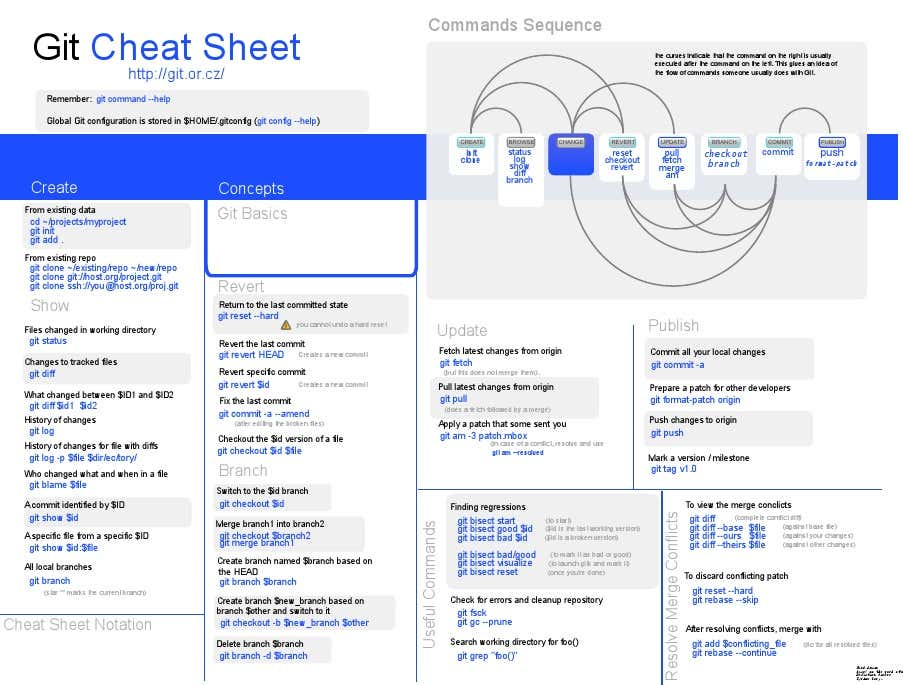 Git Cheat Sheet
http://git.or.cz/
Remember: git command --help
Global Git configuration is stored in $HOME/.gitconfig (git config --help)
Create
From existing data
cd ~/projects/myproject
git init
git add .
From existing repo
git clone ~/existing/repo ~/new/repo
git clone git://host.org/project.git
git clone ssh://you@host.org/proj.git
Show
Files changed in working directory
git status
Changes to tracked files
git diff
What changed between $ID1 and $ID2
git diff $id1 $id2
History of changes
git log
History of changes for file with diffs
git log -p $file $dir/ec/tory/
Who changed what and when in a file
git blame $file
A commit identified by $ID
git show $id
A specific file from a specific $ID
git show $id:$file
All local branches
git branch
(star '*' marks the current branch)
Cheat Sheet Notation
Concepts
Git Basics
Revert
Return to the last committed state
git reset --hard
you cannot undo a hard reset
Revert the last commit
git revert HEAD Creates a new commit
Revert specific commit
git revert $id Creates a new commit
Fix the last commit
git commit -a --amend
(after editing the broken files)
Checkout the $id version of a file
git checkout $id $file
Branch
Switch to the $id branch
git checkout $id
Merge branch1 into branch2
git checkout $branch2
git merge branch1
Create branch named $branch based on
the HEAD
git branch $branch
Create branch $new_branch based on
branch $other and switch to it
git checkout -b $new_branch $other
Delete branch $branch
git branch -d $branch
Commands Sequence
the curves indicate that the command on the right is usually
executed after the command on the left. This gives an idea of
the flow of commands someone usually does with Git.
CREATE
init
clone
BROWSE
status
log
show
diff
branch
CHANGE
REVERT
reset
checkout
revert
UPDATE
pull
fetch
merge
am
BRANCH
checkout
branch
COMMIT
commit
PUBLISH
push
format-patch
Update
Fetch latest changes from origin
git fetch
(but this does not merge them).
Pull latest changes from origin
git pull
(does a fetch followed by a merge)
Apply a patch that some sent you
git am -3 patch.mbox
(in case of a conflict, resolve and use
git am --resolved
Publish
Commit all your local changes
git commit -a
Prepare a patch for other developers
git format-patch origin
Push changes to origin
git push
Mark a version / milestone
git tag v1.0
Useful Commands
Finding regressions
git bisect start (to start)
git bisect good $id ($id is the last working version)
git bisect bad $id ($id is a broken version)
git bisect bad/good (to mark it as bad or good)
git bisect visualize (to launch gitk and mark it)
git bisect reset (once you're done)
Check for errors and cleanup repository
git fsck
git gc --prune
Search working directory for foo()
git grep "foo()"
Resolve Merge Conflicts
To view the merge conclicts
git diff (complete conflict diff)
git diff --base $file (against base file)
git diff --ours $file (against your changes)
git diff --theirs $file (against other changes)
To discard conflicting patch
git reset --hard
git rebase --skip
After resolving conflicts, merge with
git add $conflicting_file (do for all resolved files)
git rebase --continue